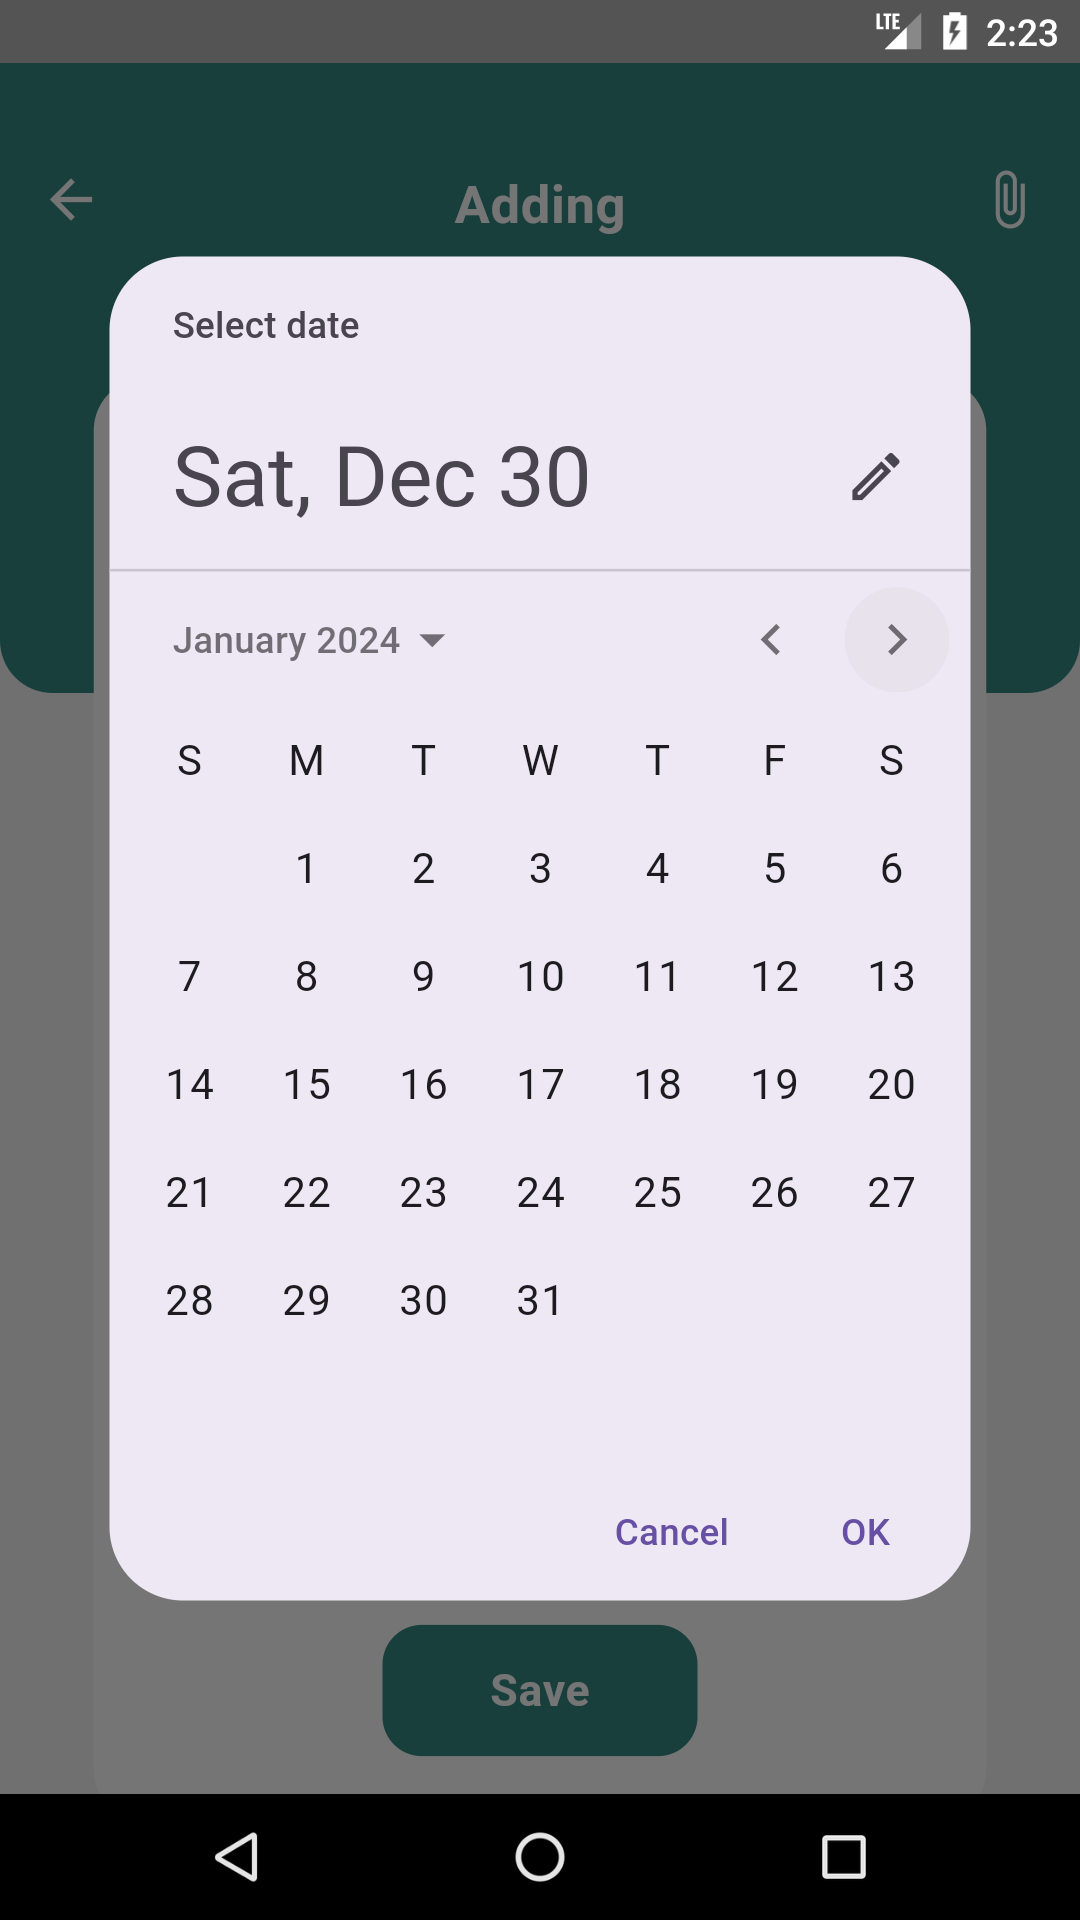 LTE 2:23
Adding
Select date
Sat, Dec 30
January 2024
S M T W T F S
1 2 3 4 5 6
7 8 9 10 11 12 13
14 15 16 17 18 19 20
21 22 23 24 25 26 27
28 29 30 31
Cancel OK
Save